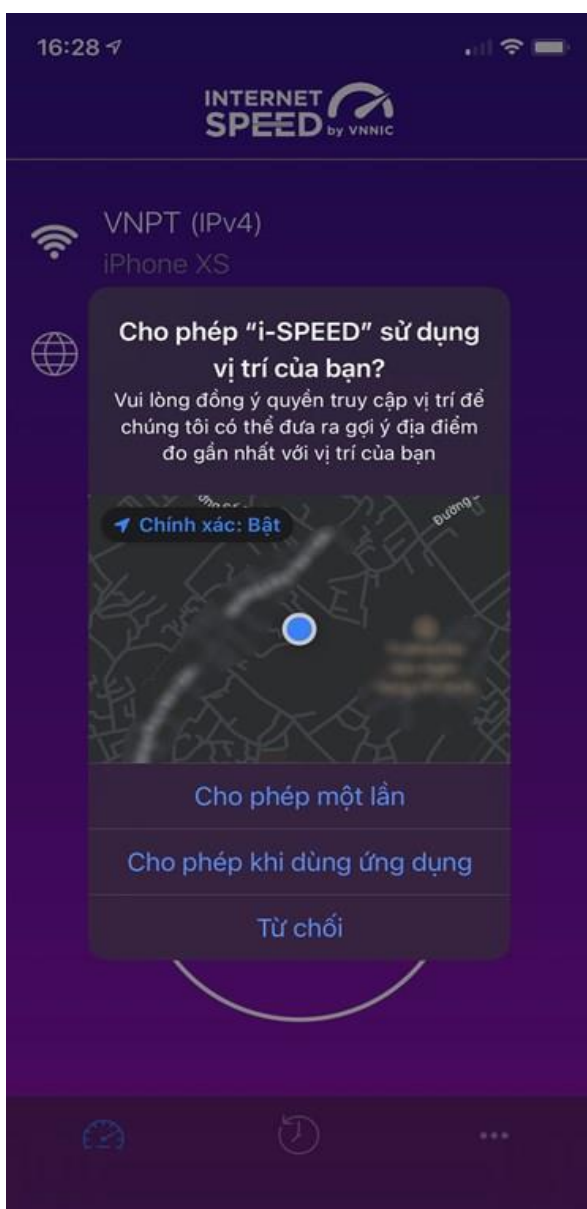 16:28
INTERNET
SPEED by VNNIC
VNPT (IPv4)
iPhone XS
Cho phép “i-SPEED” sử dụng
vị trí của bạn?
Vui lòng đồng ý quyền truy cập vị trí để
chúng tôi có thể đưa ra gợi ý địa điểm
đo gần nhất với vị trí của bạn
Chính xác: Bật
Đường
Cho phép một lần
Cho phép khi dùng ứng dụng
Từ chối